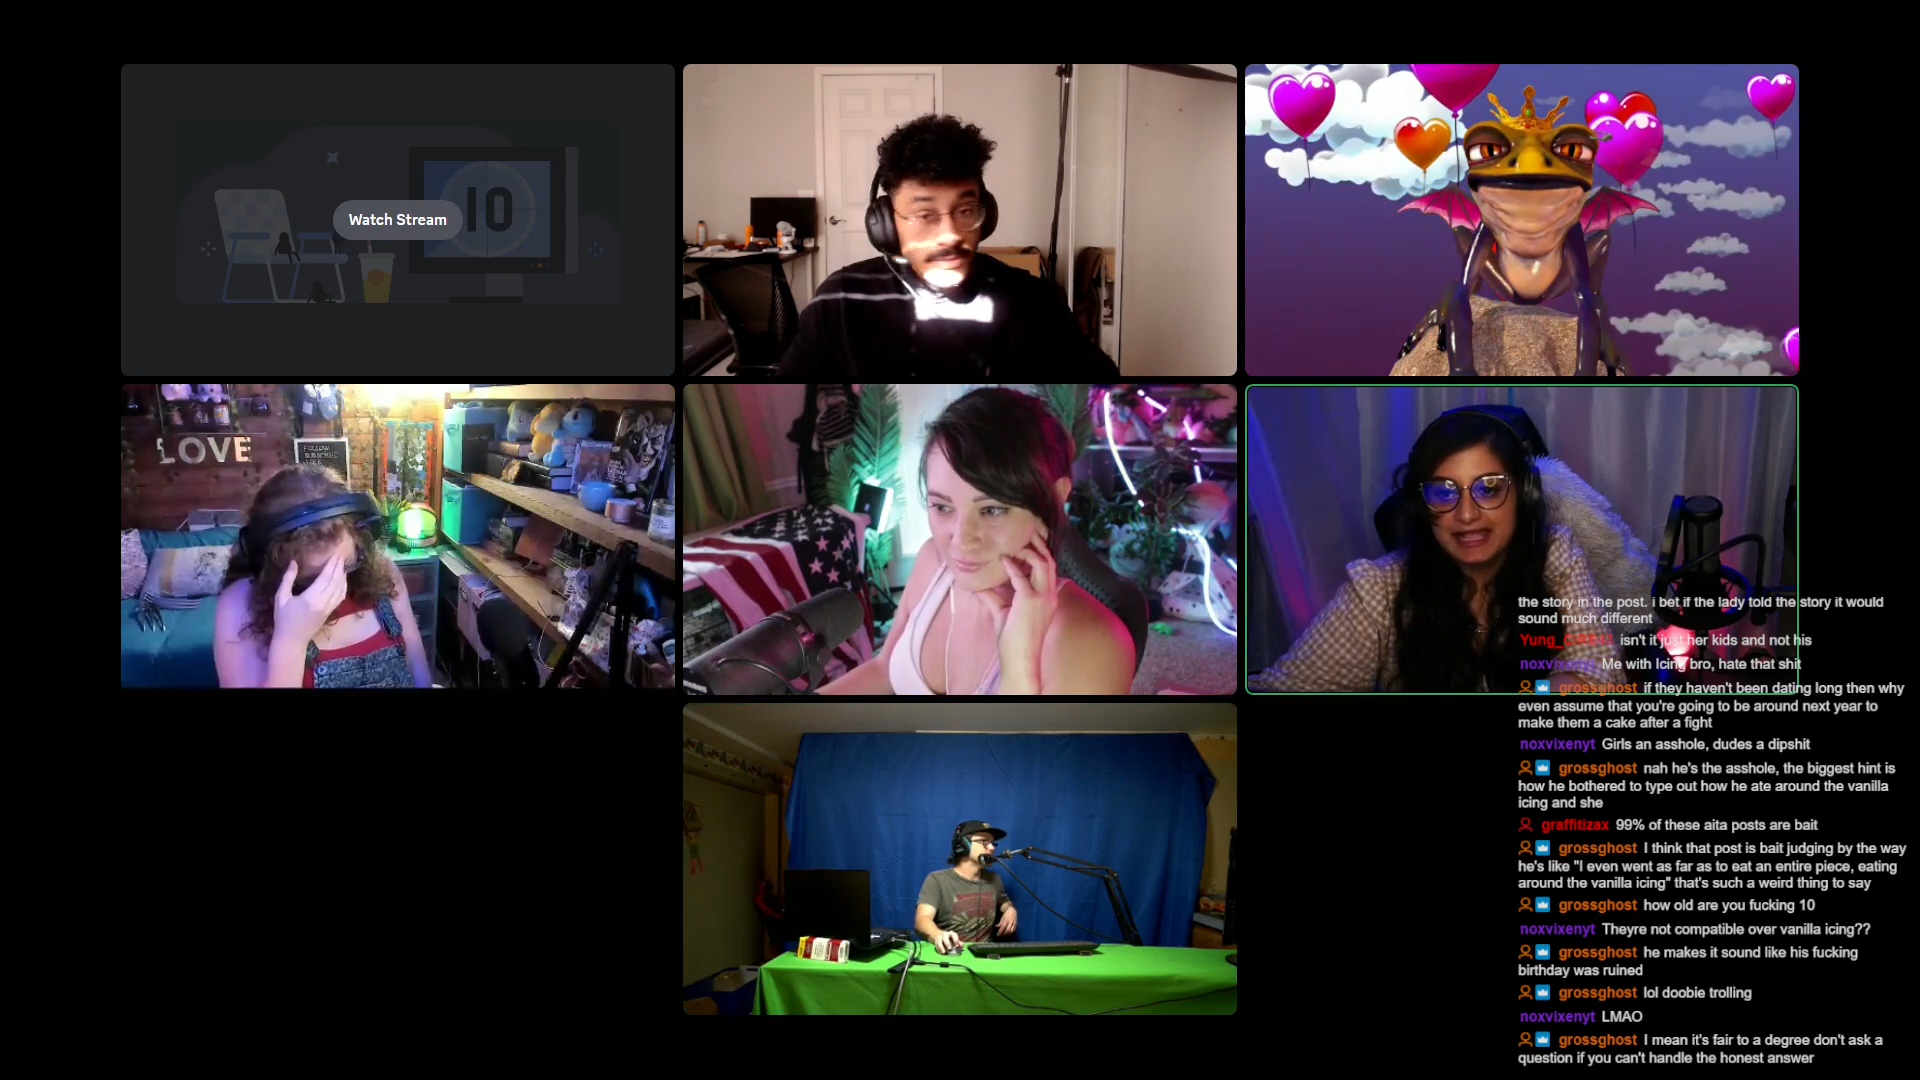 Watch Stream
10
LOVE
FOLLOW
SUBSCRIBE
LIKE
the story in the post. i bet if the lady told the story it would
sound much different
Yung_ isn't it just her kids and not his
noxvixenyt Me with Icing bro, hate that shit
grossghost if they haven't been dating long then why
even assume that you're going to be around next year to
make them a cake after a fight
noxvixenyt Girls an asshole, dudes a dipshit
grossghost nah he's the asshole, the biggest hint is
how he bothered to type out how he ate around the vanilla
icing and she
graffitizax 99% of these aita posts are bait
grossghost I think that post is bait judging by the way
he's like "I even went as far as to eat an entire piece, eating
around the vanilla icing" that's such a weird thing to say
grossghost how old are you fucking 10
noxvixenyt Theyre not compatible over vanilla icing??
grossghost he makes it sound like his fucking
birthday was ruined
grossghost lol doobie trolling
noxvixenyt LMAO
grossghost I mean it's fair to a degree don't ask a
question if you can't handle the honest answer